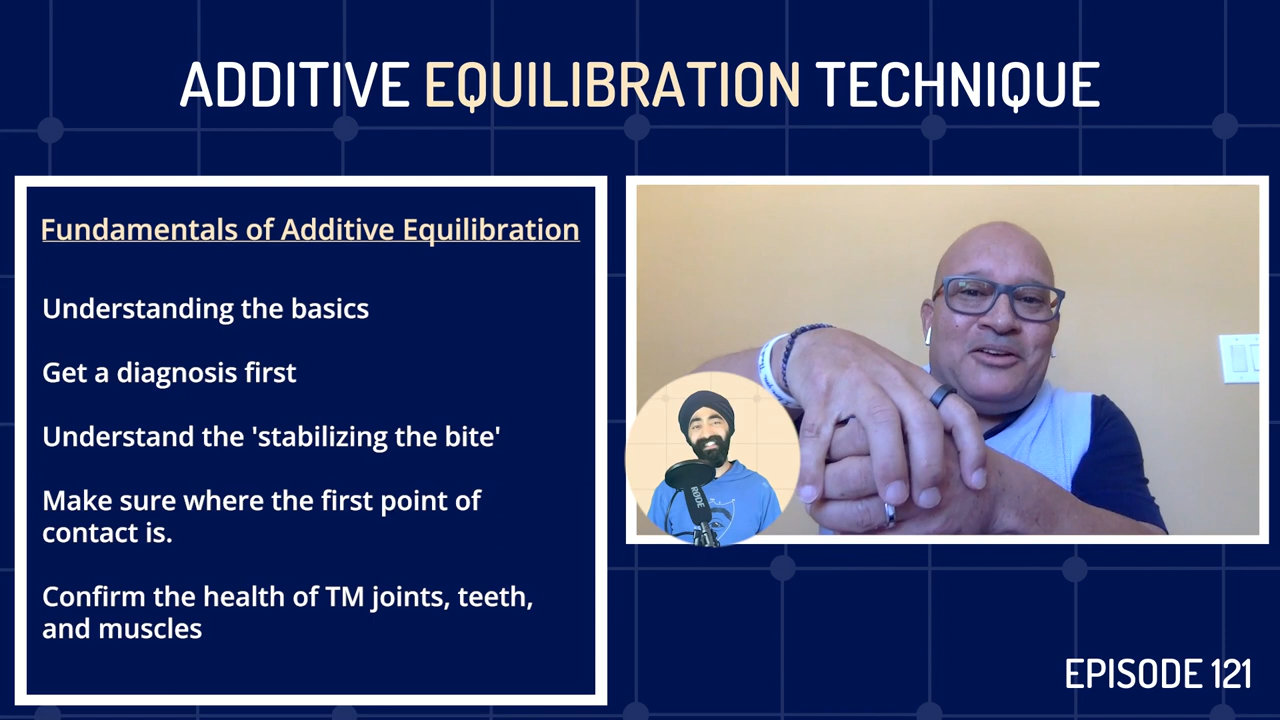 ADDITIVE EQUILIBRATION TECHNIQUE
Fundamentals of Additive Equilibration
Understanding the basics
Get a diagnosis first
Understand the 'stabilizing the bite'
Make sure where the first point of
contact is.
Confirm the health of TM joints, teeth,
and muscles
RØDE
EPISODE 121